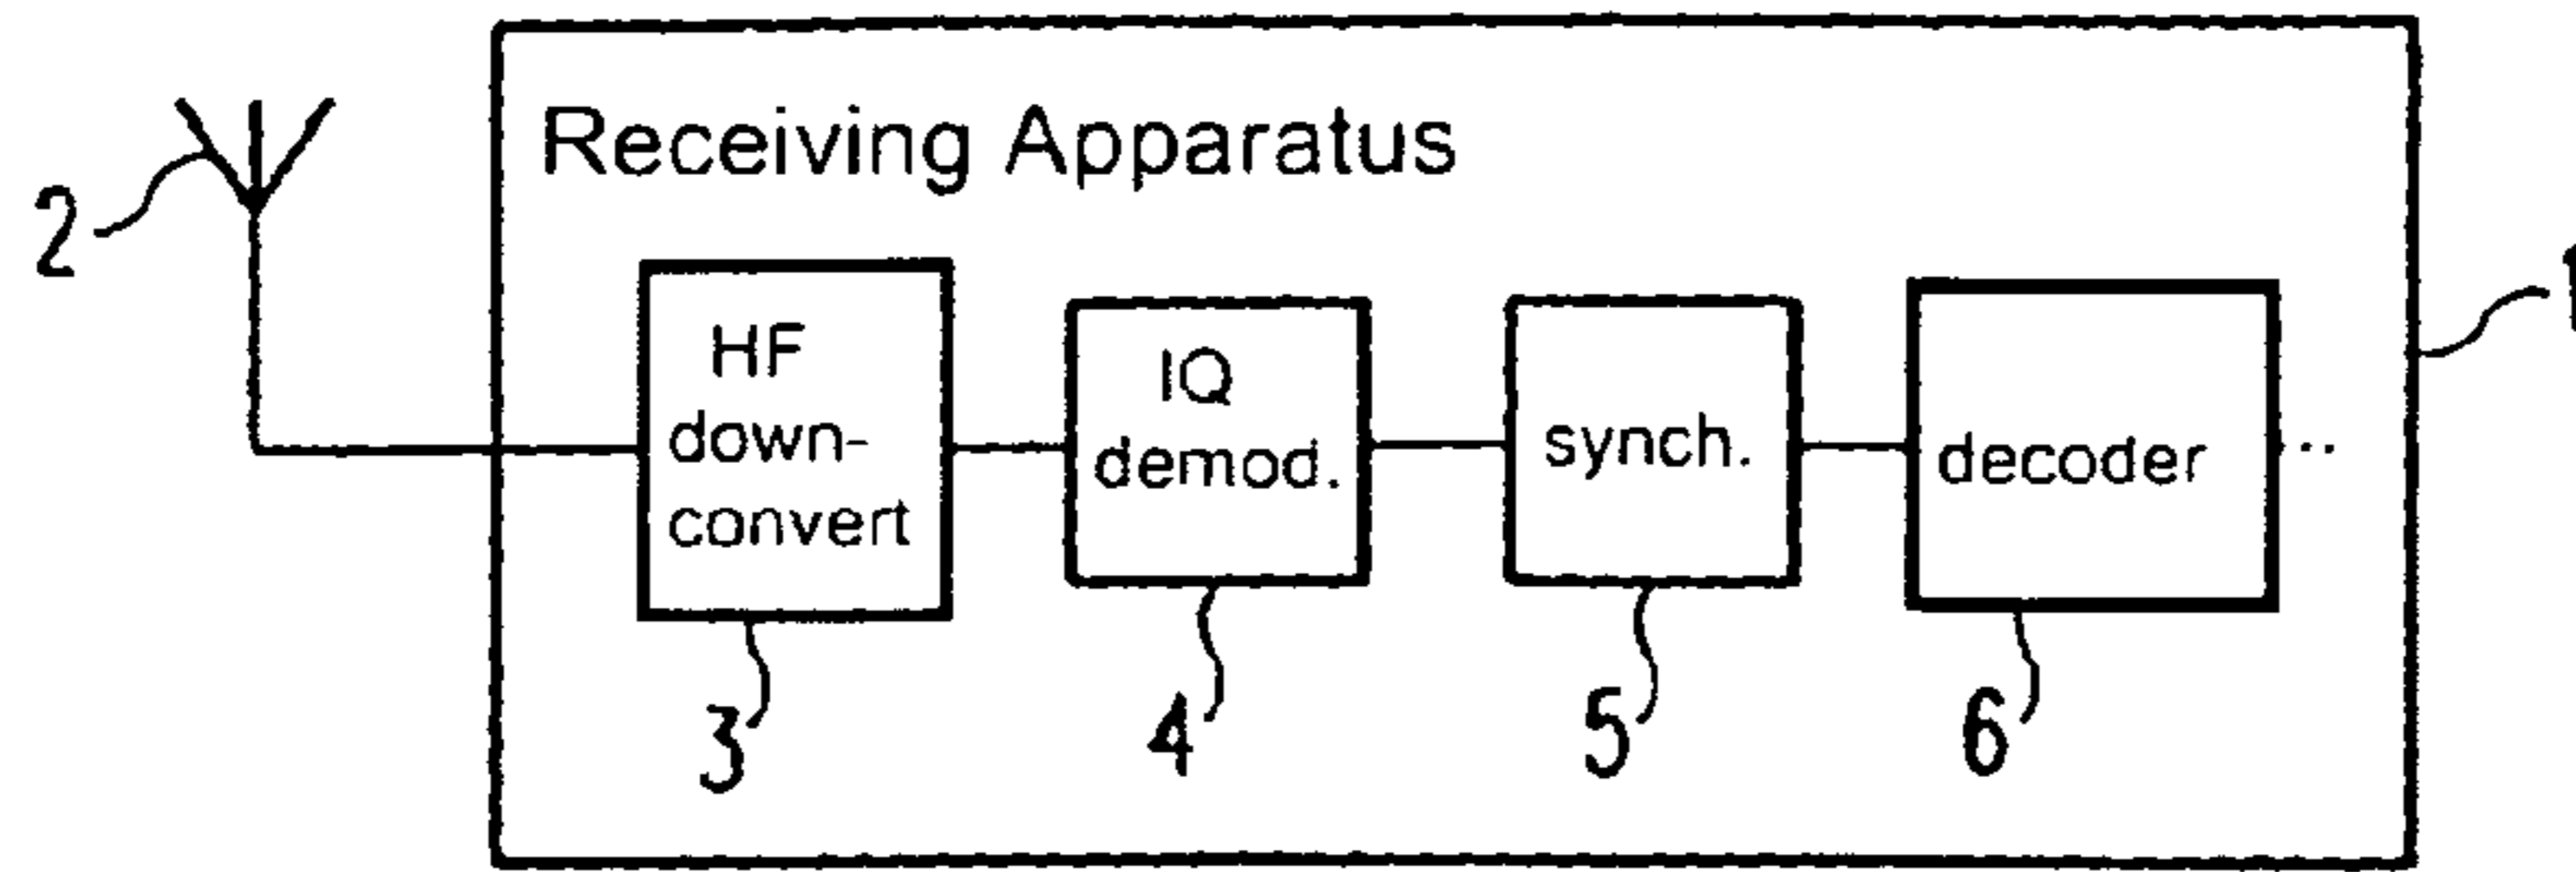 Receiving Apparatus
2
1
HF
down-
convert
IQ
demod.
synch.
decoder
..
3
4
5
6